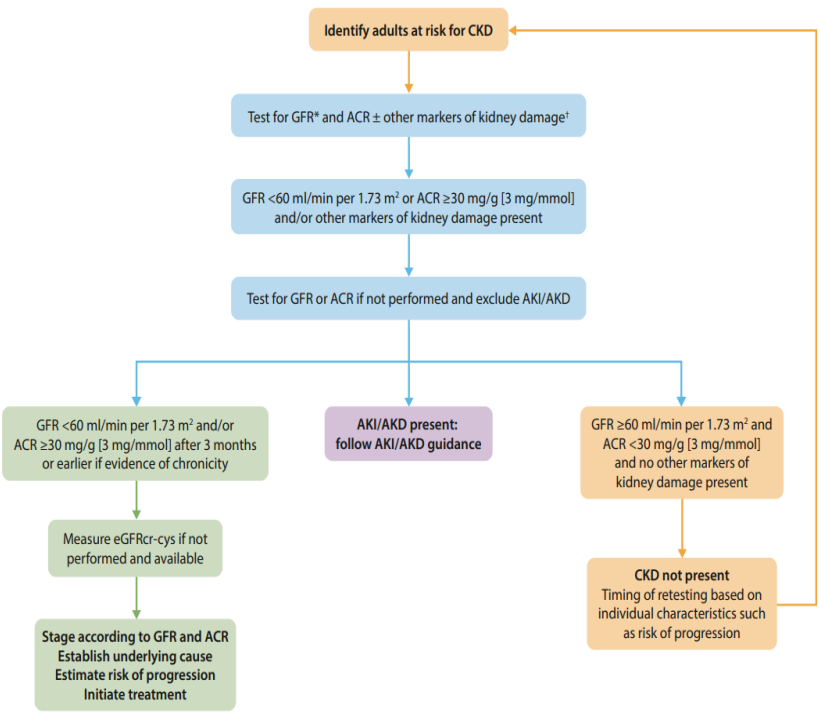 Identify adults at risk for CKD
Test for GFR* and ACR ± other markers of kidney damage†
GFR <60 ml/min per 1.73 m² or ACR ≥30 mg/g [3 mg/mmol]
and/or other markers of kidney damage present
Test for GFR or ACR if not performed and exclude AKI/AKD
GFR <60 ml/min per 1.73 m² and/or
ACR ≥30 mg/g [3 mg/mmol] after 3 months
or earlier if evidence of chronicity
AKI/AKD present:
follow AKI/AKD guidance
GFR ≥60 ml/min per 1.73 m² and
ACR <30 mg/g [3 mg/mmol]
and no other markers of
kidney damage present
Measure eGFRcr-cys if not
performed and available
CKD not present
Timing of retesting based on
individual characteristics such
as risk of progression
Stage according to GFR and ACR
Establish underlying cause
Estimate risk of progression
Initiate treatment